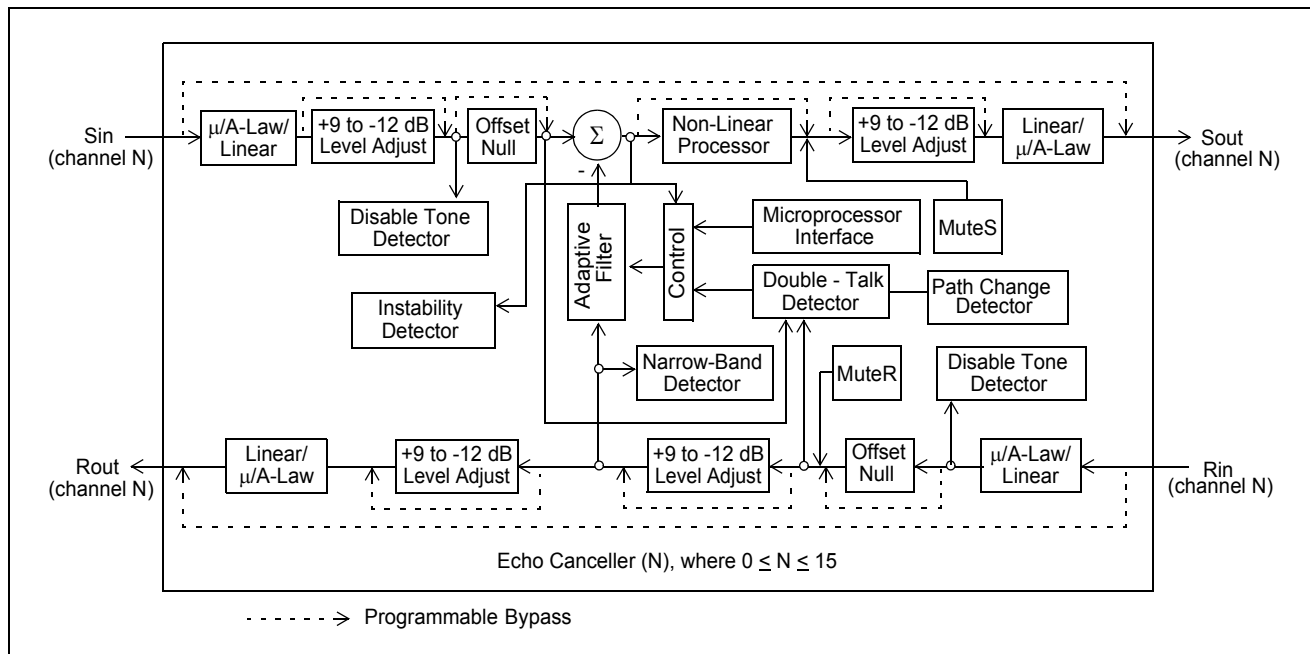 Sin
(channel N)
μ/A-Law/
Linear
+9 to -12 dB
Level Adjust
Offset
Null
Σ
-
Non-Linear
Processor
+9 to -12 dB
Level Adjust
Linear/
μ/A-Law
Sout
(channel N)
Disable Tone
Detector
Adaptive
Filter
Control
Microprocessor
Interface
MuteS
Instability
Detector
Double - Talk
Detector
Path Change
Detector
Narrow-Band
Detector
MuteR
Disable Tone
Detector
Rout
(channel N)
Linear/
μ/A-Law
+9 to -12 dB
Level Adjust
+9 to -12 dB
Level Adjust
Offset
Null
μ/A-Law/
Linear
Rin
(channel N)
Echo Canceller (N), where 0 ≤ N ≤ 15
Programmable Bypass